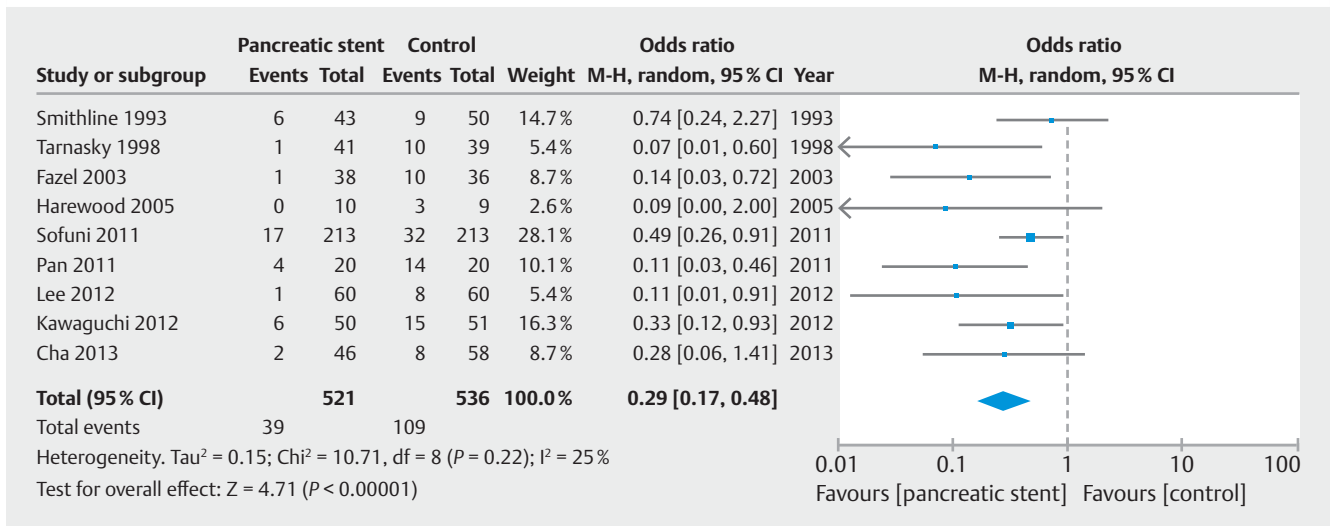 Pancreatic stent Control Odds ratio Odds ratio
Study or subgroup Events Total Events Total Weight M-H, random, 95% CI Year M-H, random, 95% CI
Smithline 1993 6 43 9 50 14.7% 0.74 [0.24, 2.27] 1993
Tarnasky 1998 1 41 10 39 5.4% 0.07 [0.01, 0.60] 1998
Fazel 2003 1 38 10 36 8.7% 0.14 [0.03, 0.72] 2003
Harewood 2005 0 10 3 9 2.6% 0.09 [0.00, 2.00] 2005
Sofuni 2011 17 213 32 213 28.1% 0.49 [0.26, 0.91] 2011
Pan 2011 4 20 14 20 10.1% 0.11 [0.03, 0.46] 2011
Lee 2012 1 60 8 60 5.4% 0.11 [0.01, 0.91] 2012
Kawaguchi 2012 6 50 15 51 16.3% 0.33 [0.12, 0.93] 2012
Cha 2013 2 46 8 58 8.7% 0.28 [0.06, 1.41] 2013
Total (95% CI) 521 536 100.0% 0.29 [0.17, 0.48]
Total events 39 109
Heterogeneity. Tau² = 0.15; Chi² = 10.71, df = 8 (P = 0.22); I² = 25%
Test for overall effect: Z = 4.71 (P < 0.00001)
0.01 0.1 1 10 100
Favours [pancreatic stent] Favours [control]